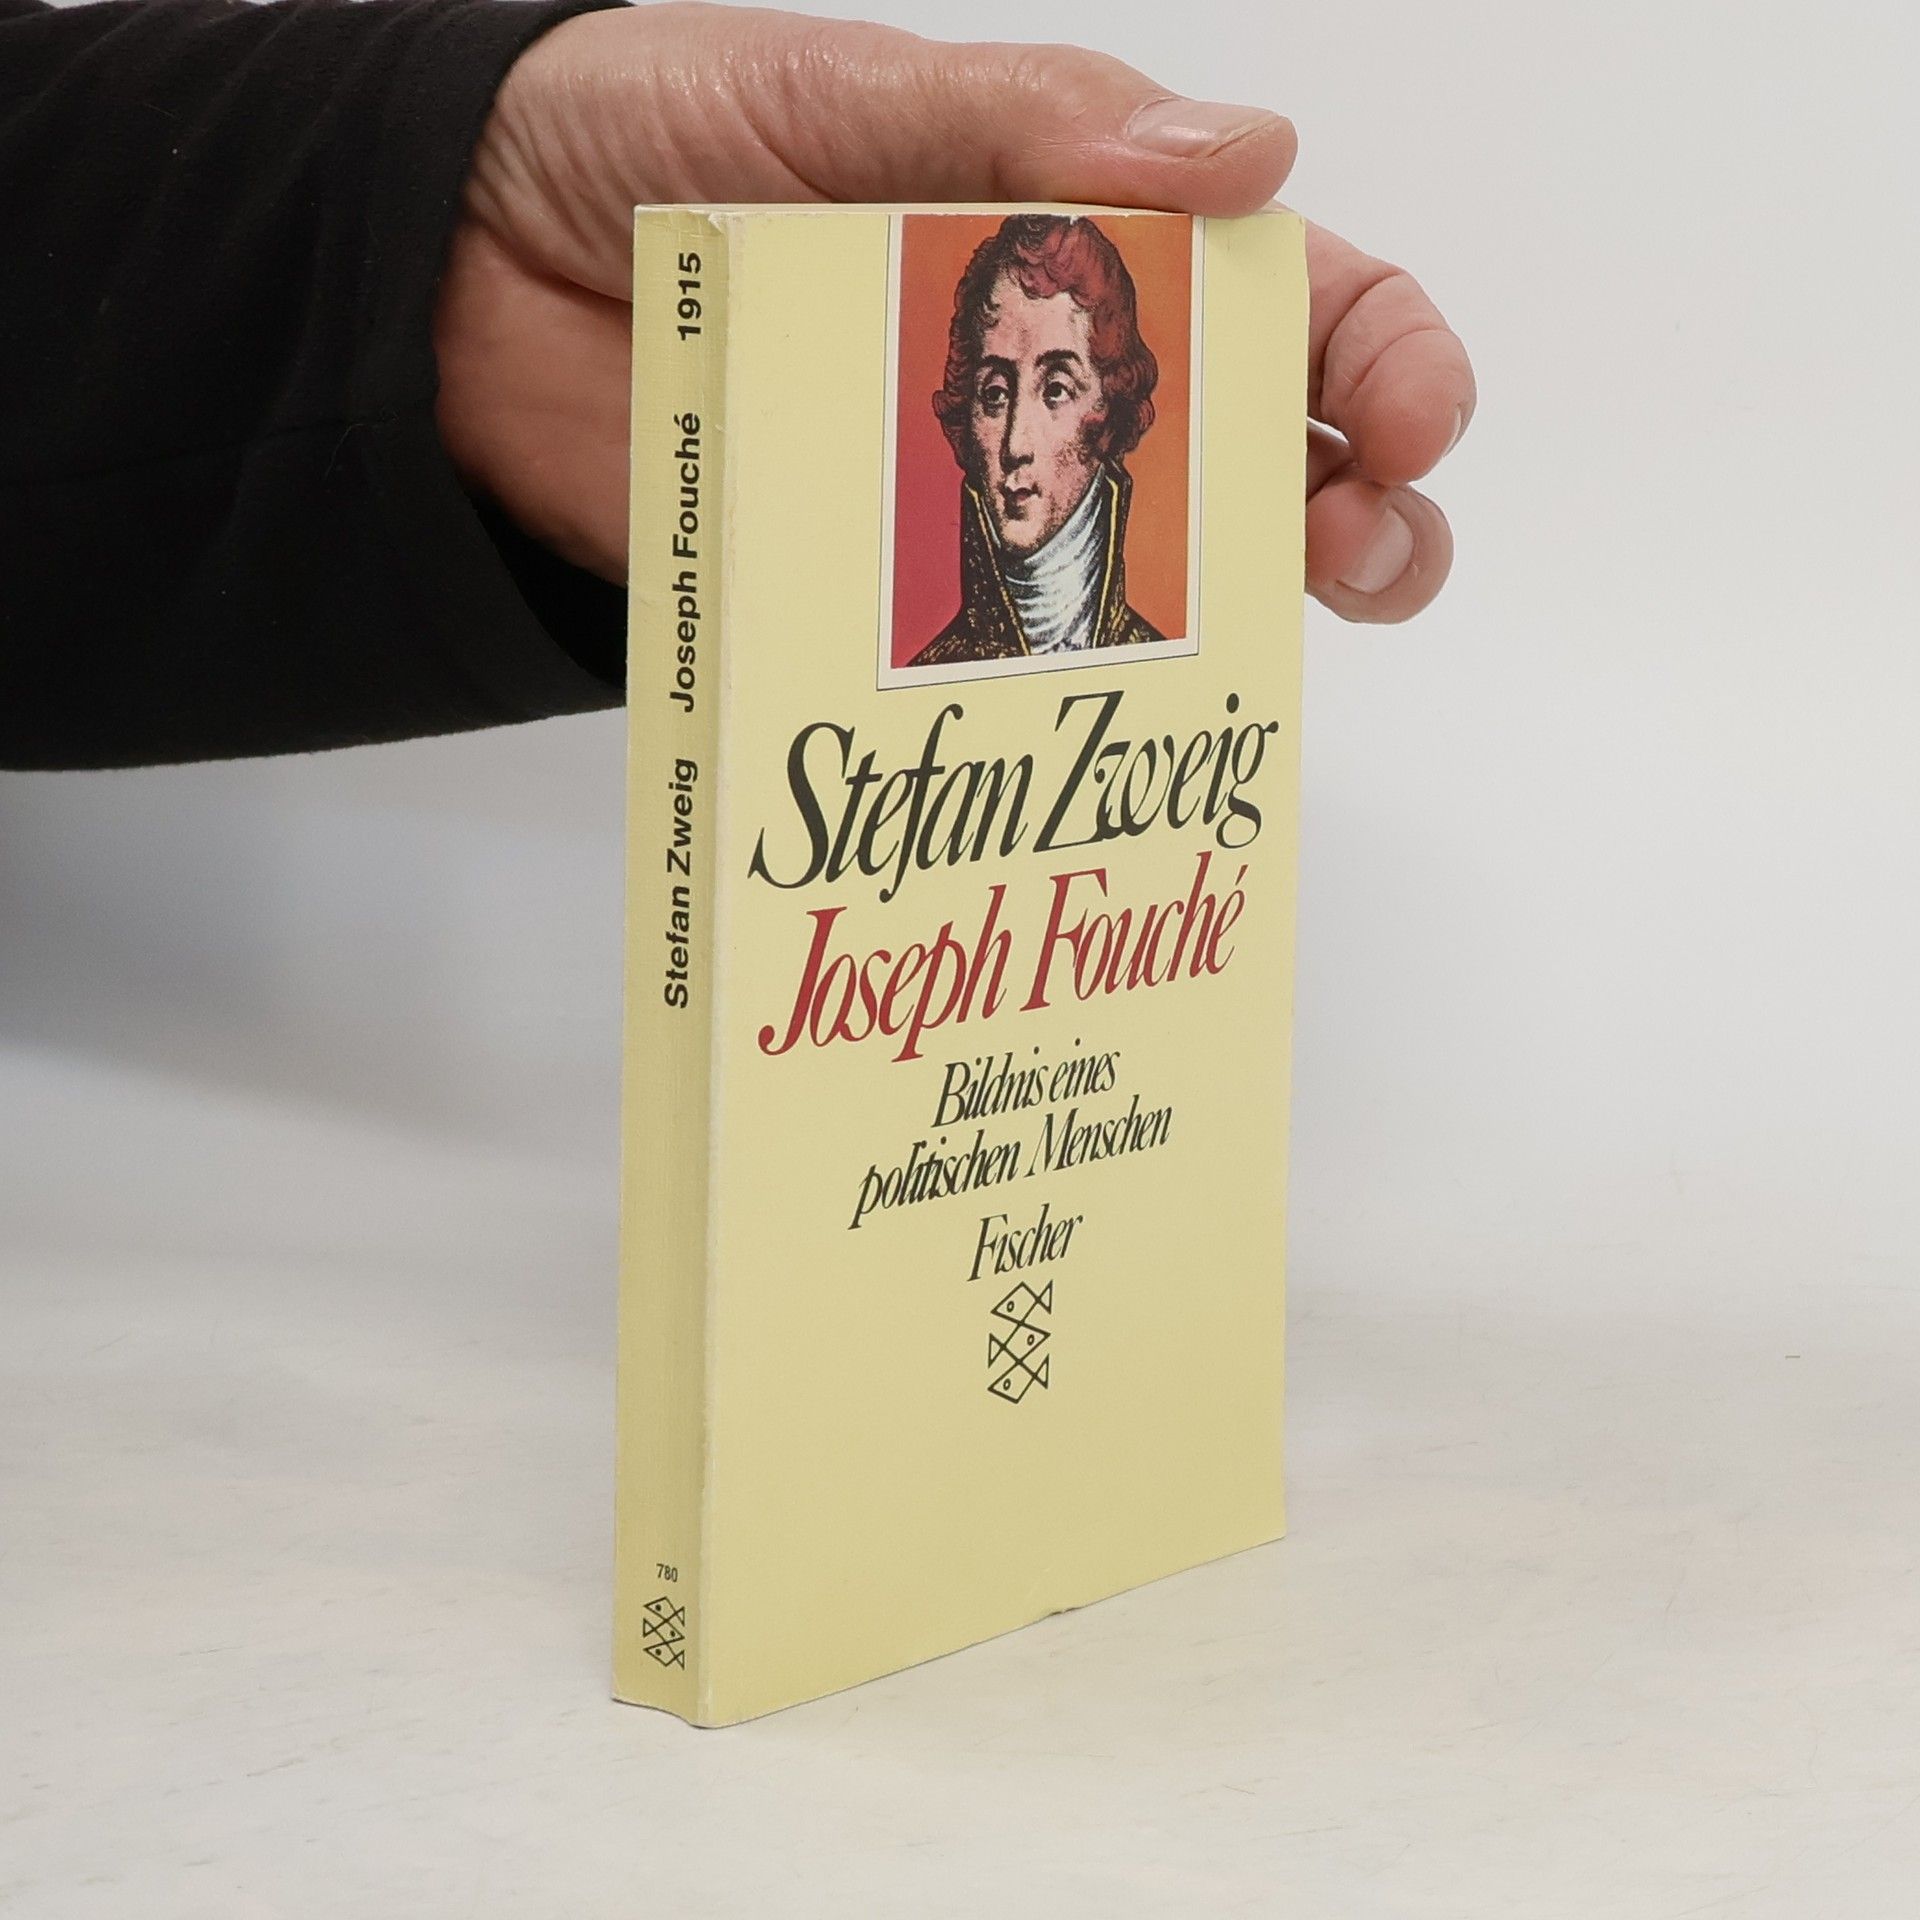 Stefan Zweig Joseph Fouché 1915
780
Stefan Zweig
Joseph Fouché
Bildnis eines
politischen Menschen
Fischer